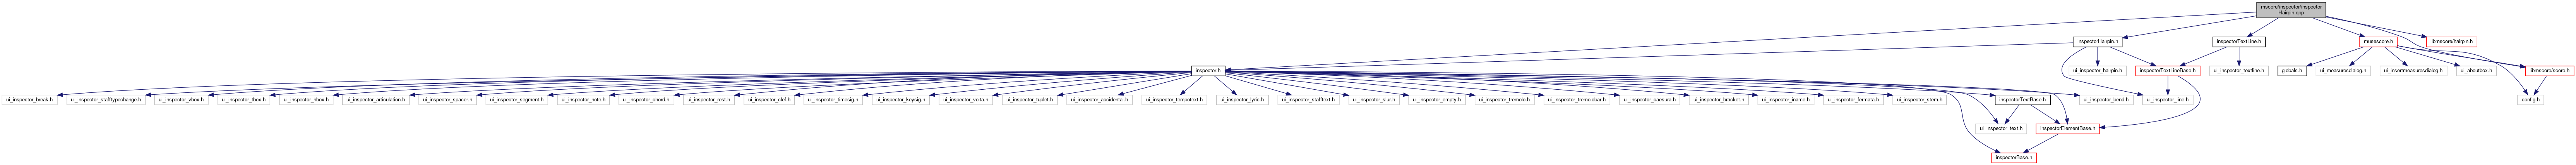 mscore/inspector/inspector
Hairpin.cpp
inspectorHairpin.h
inspectorTextLine.h
musescore.h
libmscore/hairpin.h
inspector.h
ui_inspector_hairpin.h
inspectorTextLineBase.h
ui_inspector_textline.h
globals.h
ui_measuresdialog.h
ui_insertmeasuresdialog.h
ui_aboutbox.h
libmscore/score.h
ui_inspector_break.h
ui_inspector_stafftypechange.h
ui_inspector_vbox.h
ui_inspector_tbox.h
ui_inspector_hbox.h
ui_inspector_articulation.h
ui_inspector_spacer.h
ui_inspector_segment.h
ui_inspector_note.h
ui_inspector_chord.h
ui_inspector_rest.h
ui_inspector_clef.h
ui_inspector_timesig.h
ui_inspector_keysig.h
ui_inspector_volta.h
ui_inspector_tuplet.h
ui_inspector_accidental.h
ui_inspector_tempotext.h
ui_inspector_lyric.h
ui_inspector_stafftext.h
ui_inspector_slur.h
ui_inspector_empty.h
ui_inspector_tremolo.h
ui_inspector_tremolobar.h
ui_inspector_caesura.h
ui_inspector_bracket.h
ui_inspector_iname.h
ui_inspector_fermata.h
ui_inspector_stem.h
inspectorTextBase.h
ui_inspector_bend.h
ui_inspector_line.h
config.h
ui_inspector_text.h
inspectorElementBase.h
inspectorBase.h